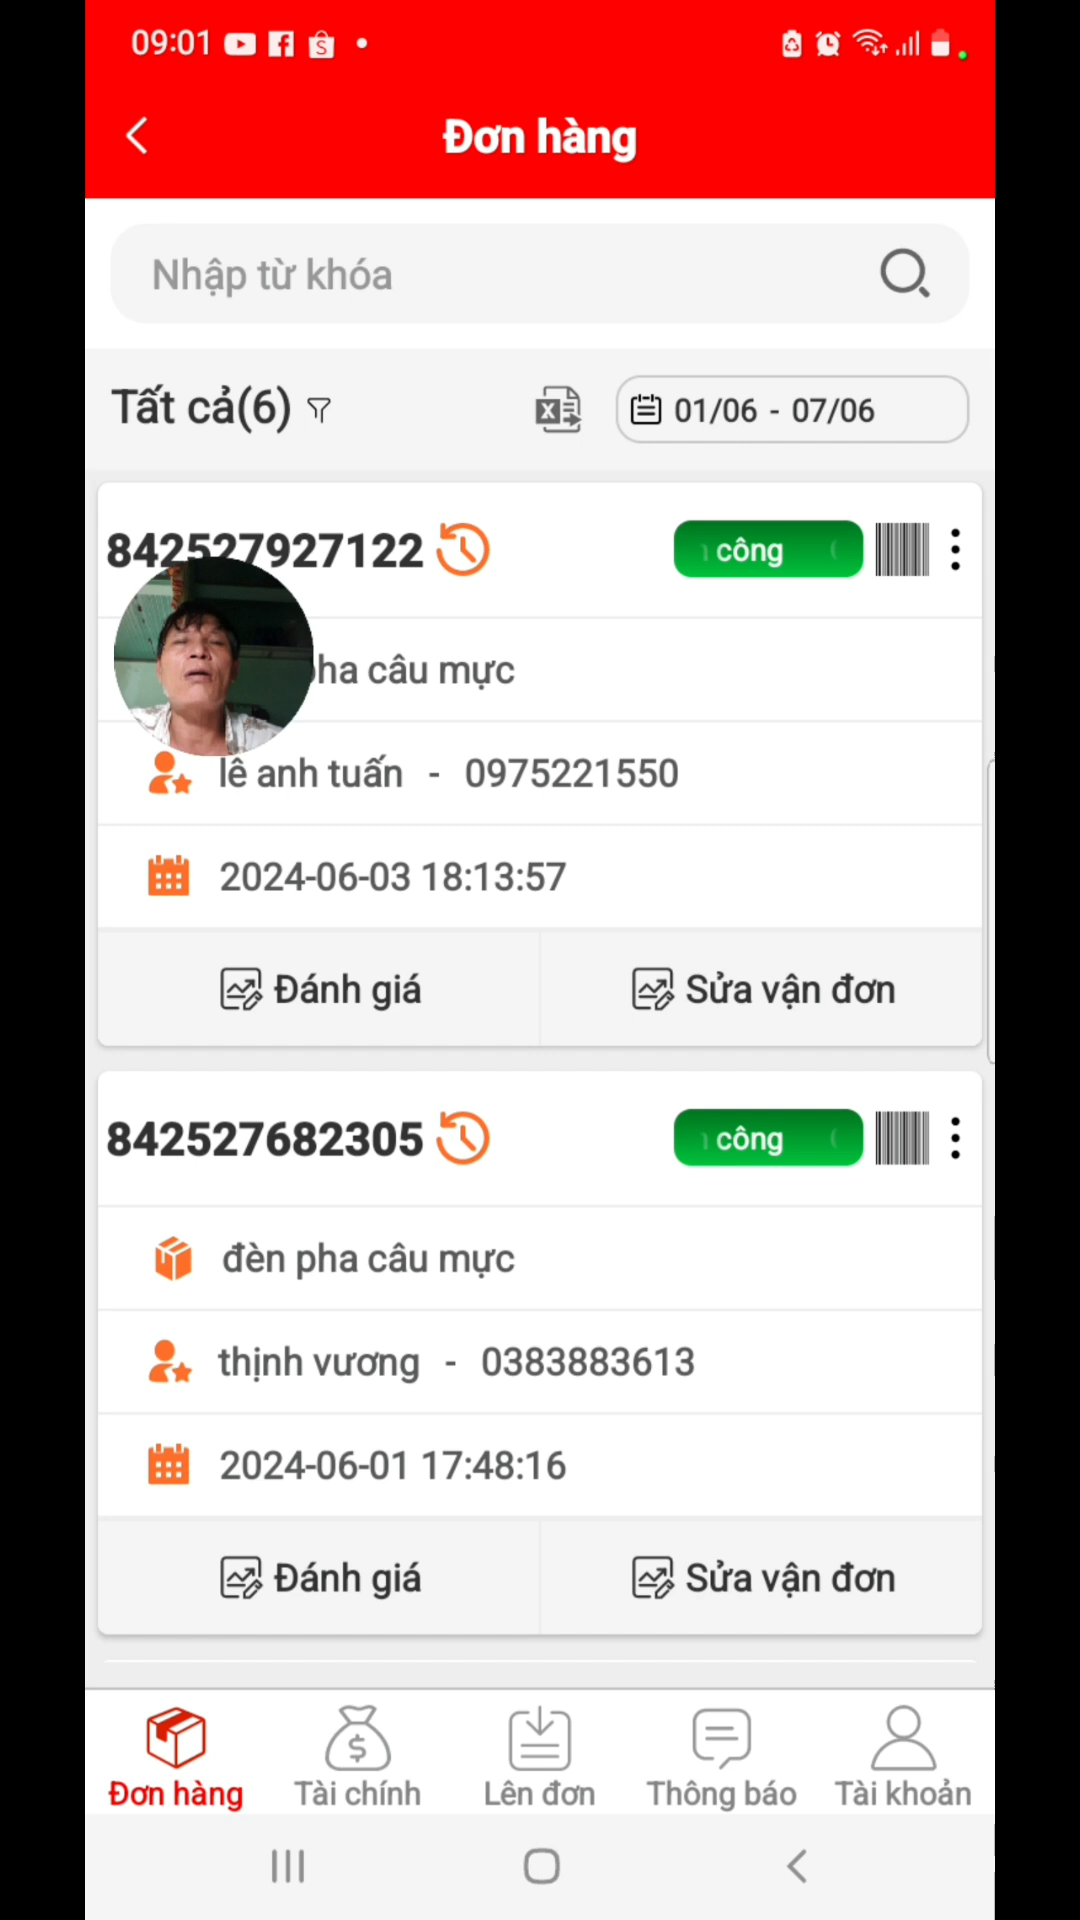 09:01
Đơn hàng
Nhập từ khóa
Tất cả(6)
01/06 - 07/06
842527927122
công
pha câu mực
lê anh tuấn - 0975221550
2024-06-03 18:13:57
Đánh giá
Sửa vận đơn
842527682305
công
đèn pha câu mực
thịnh vương - 0383883613
2024-06-01 17:48:16
Đánh giá
Sửa vận đơn
Đơn hàng
Tài chính
Lên đơn
Thông báo
Tài khoản